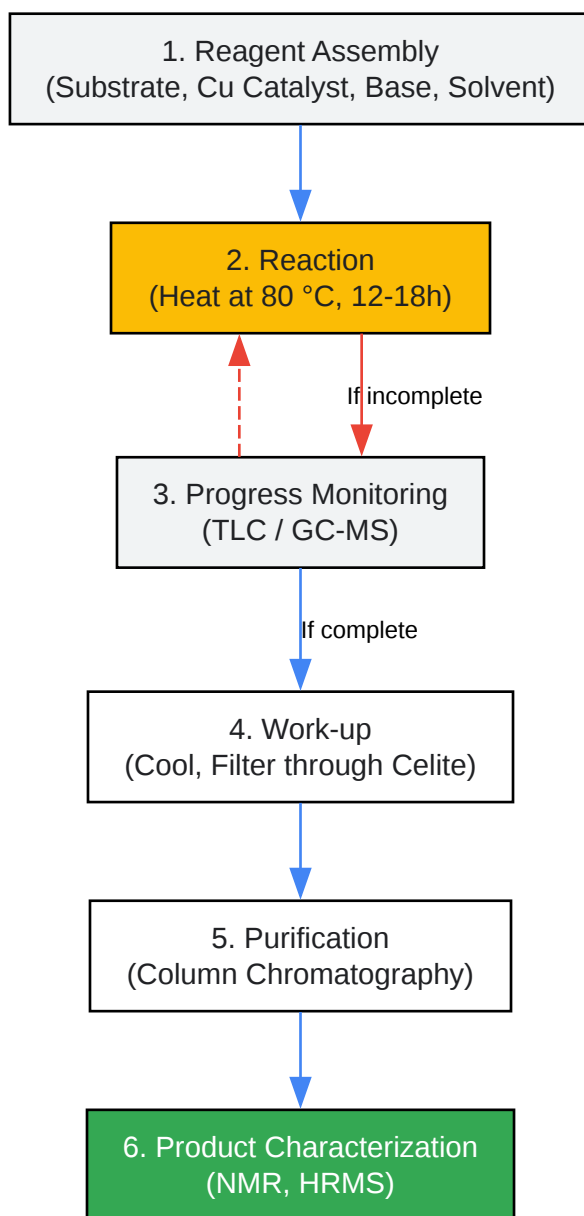 1. Reagent Assembly
(Substrate, Cu Catalyst, Base, Solvent)
2. Reaction
(Heat at 80 °C, 12-18h)
If incomplete
3. Progress Monitoring
(TLC / GC-MS)
If complete
4. Work-up
(Cool, Filter through Celite)
5. Purification
(Column Chromatography)
6. Product Characterization
(NMR, HRMS)